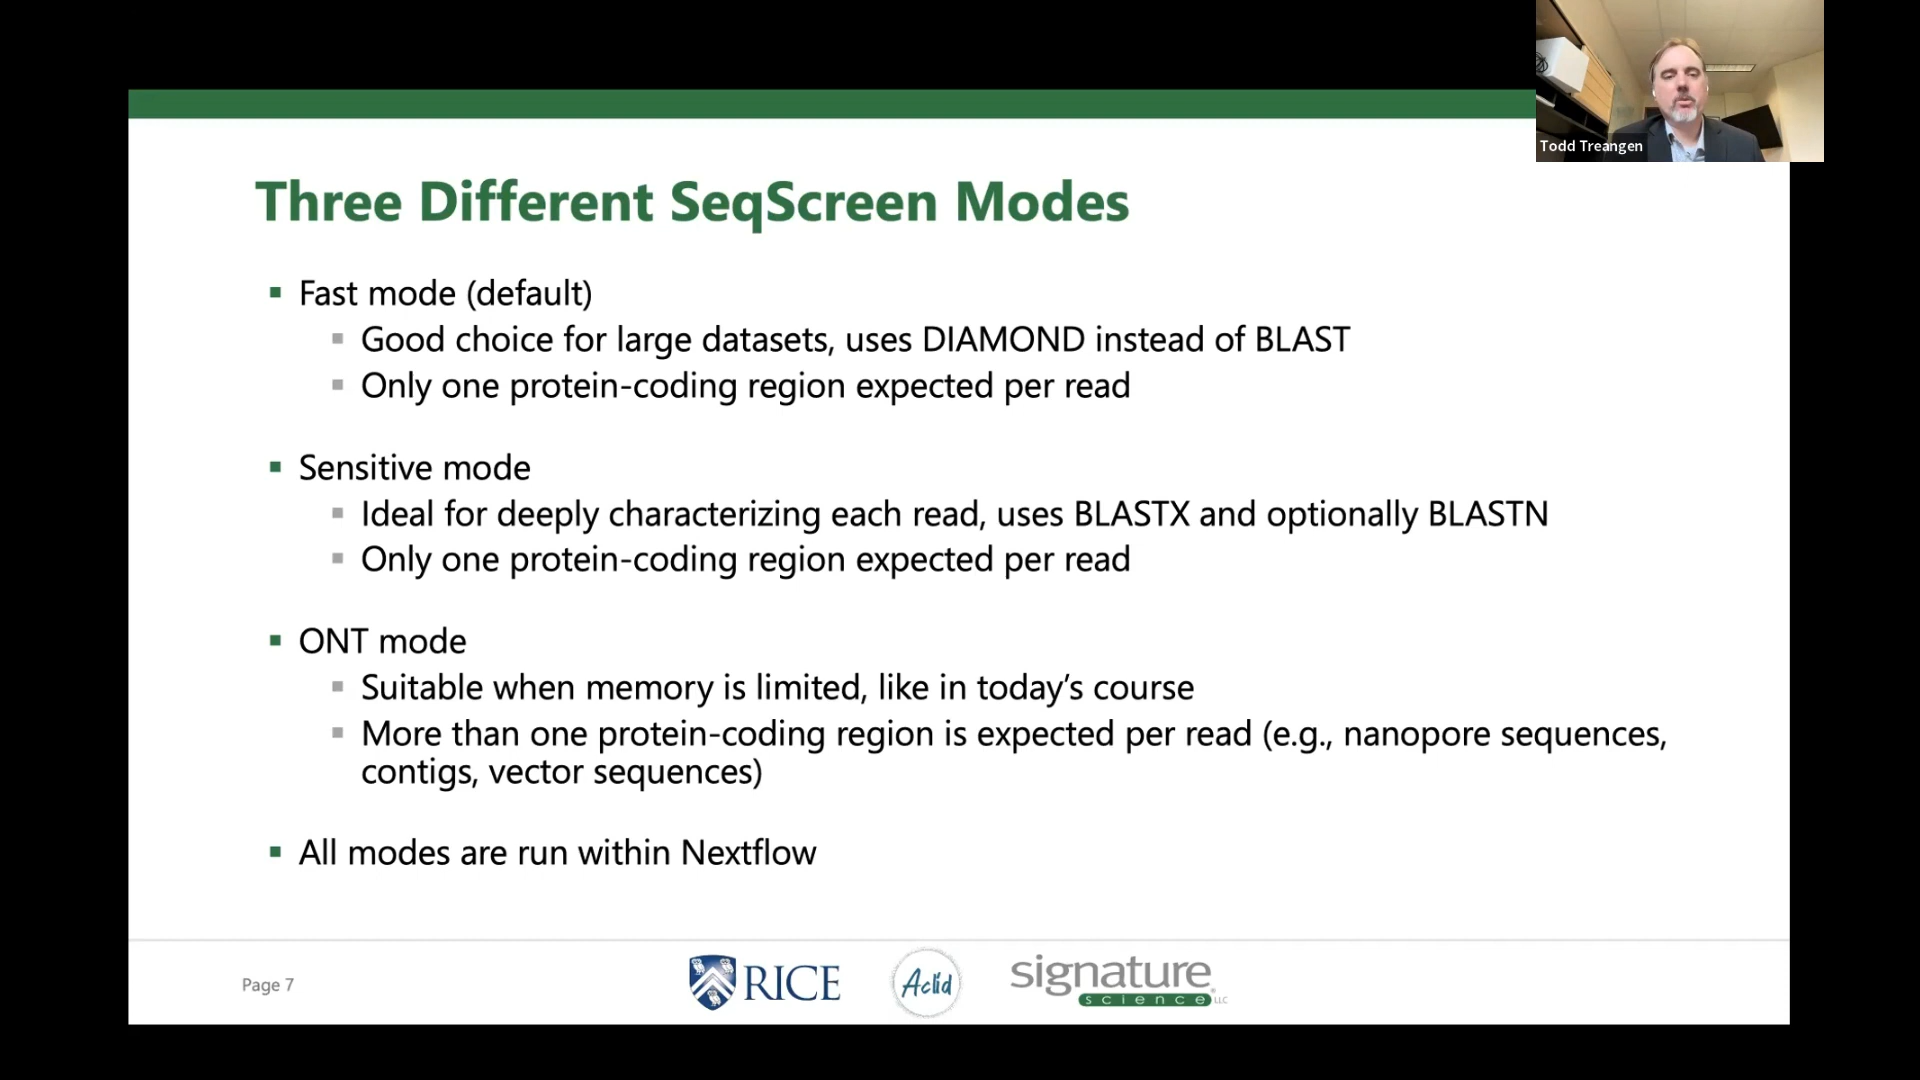 Todd Treangen
Three Different SeqScreen Modes
Fast mode (default)
Good choice for large datasets, uses DIAMOND instead of BLAST
Only one protein-coding region expected per read
Sensitive mode
Ideal for deeply characterizing each read, uses BLASTX and optionally BLASTN
Only one protein-coding region expected per read
ONT mode
Suitable when memory is limited, like in today’s course
More than one protein-coding region is expected per read (e.g., nanopore sequences,
contigs, vector sequences)
All modes are run within Nextflow
Page 7
RICE
Aclid
signature
science LLC